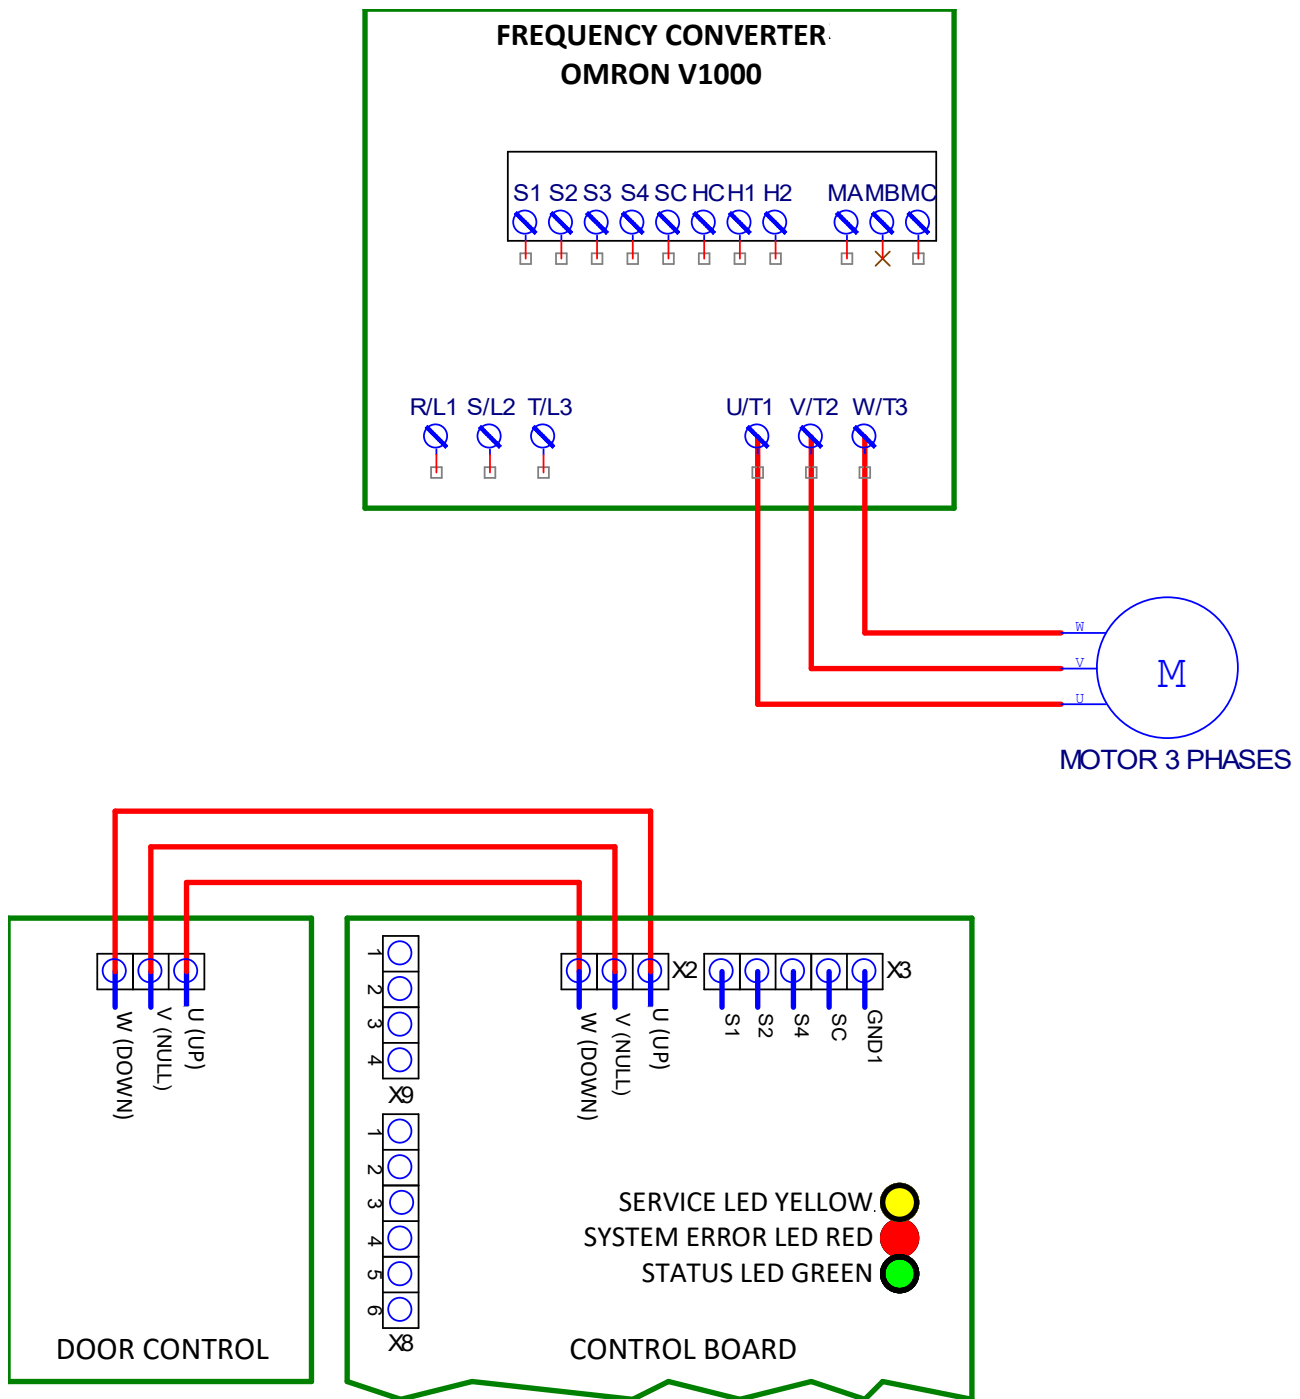 FREQUENCY CONVERTER
OMRON V1000
S1 S2 S3 S4 SC HC H1 H2 MA MB MC
R/L1 S/L2 T/L3 U/T1 V/T2 W/T3
W
V
U
M
MOTOR 3 PHASES
W (DOWN)
V (NULL)
U (UP)
DOOR CONTROL
1
2
3
4
X9
1
2
3
4
5
6
X8
W (DOWN)
V (NULL)
U (UP)
X2
S1
S2
S4
SC
GND1
X3
SERVICE LED YELLOW
SYSTEM ERROR LED RED
STATUS LED GREEN
CONTROL BOARD